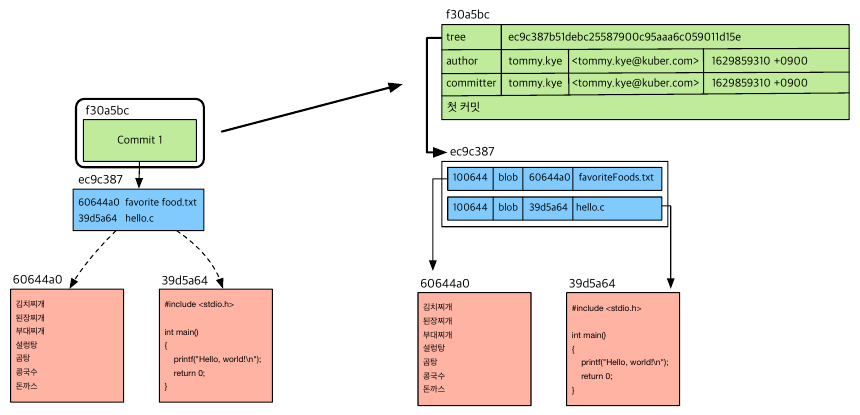 f30a5bc
Commit 1
ec9c387
60644a0 favorite food.txt
39d5a64 hello.c
60644a0
김치찌개
된장찌개
부대찌개
설렁탕
곰탕
콩국수
돈까스
39d5a64
#include <stdio.h>
int main()
{
printf("Hello, world!\n");
return 0;
}
f30a5bc
tree ec9c387b51debc25587900c95aaa6c059011d15e
author tommy.kye <tommy.kye@kuber.com> 1629859310 +0900
committer tommy.kye <tommy.kye@kuber.com> 1629859310 +0900
첫 커밋
ec9c387
100644 blob 60644a0 favoriteFoods.txt
100644 blob 39d5a64 hello.c
60644a0
김치찌개
된장찌개
부대찌개
설렁탕
곰탕
콩국수
돈까스
39d5a64
#include <stdio.h>
int main()
{
printf("Hello, world!\n");
return 0;
}